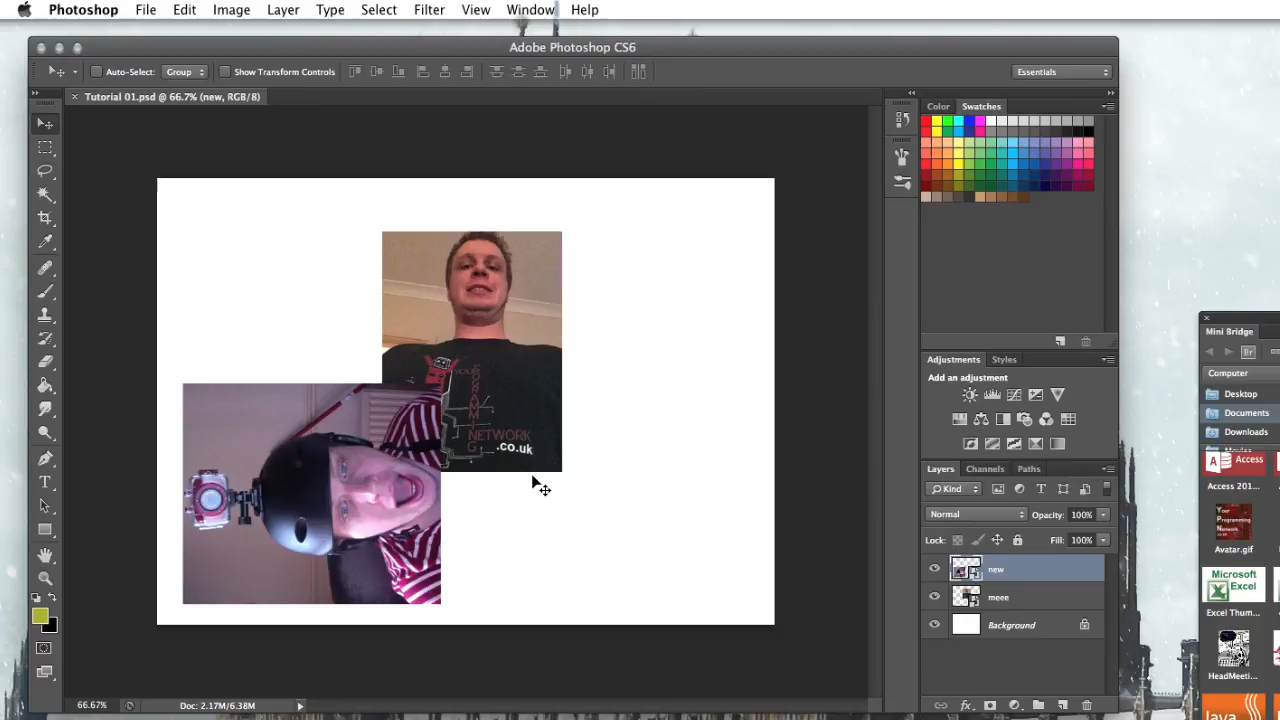 Photoshop File Edit Image Layer Type Select Filter View Window Help
Adobe Photoshop CS6
Auto-Select: Group Show Transform Controls Essentials
Tutorial 01.psd @ 66.7% (new, RGB/8)
Color Swatches
NETWORK
.co.uk
Adjustments Styles
Add an adjustment
Layers Channels Paths
Kind
Normal Opacity: 100%
Lock: Fill: 100%
new
meee
Background
66.67% Doc: 2.17M/6.38M
Mini Bridge
Br
Computer
Desktop
Documents
Downloads
Access
Access 201...
Your
Programming
Network
Avatar.gif
Microsoft
Excel
Excel Thum...
HeadMeeti...
Java